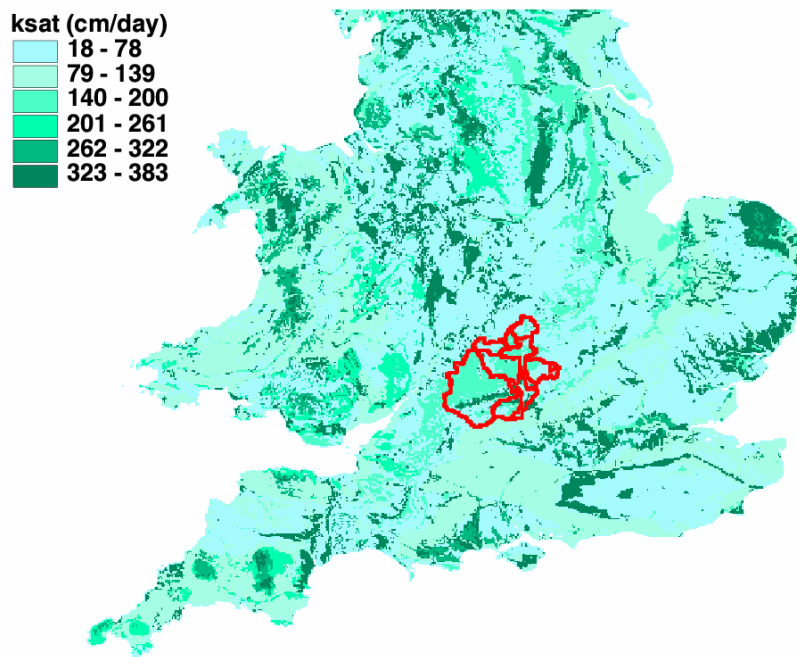 ksat (cm/day)
18 - 78
79 - 139
140 - 200
201 - 261
262 - 322
323 - 383